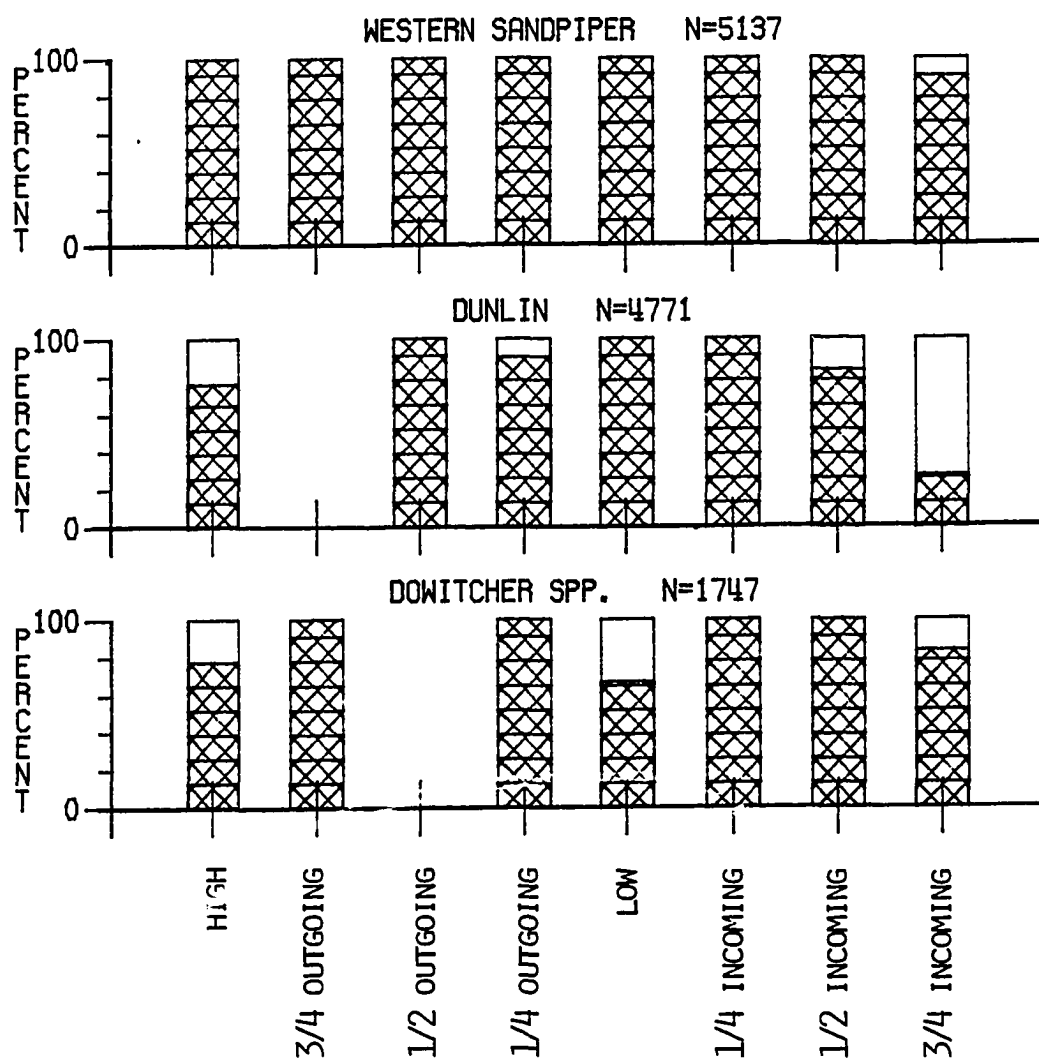 WESTERN SANDPIPER N=5137
PERCENT
100
0
DUNLIN N=4771
PERCENT
100
0
DOWITCHER SPP. N=1747
PERCENT
100
0
HIGH
3/4 OUTGOING
1/2 OUTGOING
1/4 OUTGOING
LOW
1/4 INCOMING
1/2 INCOMING
3/4 INCOMING